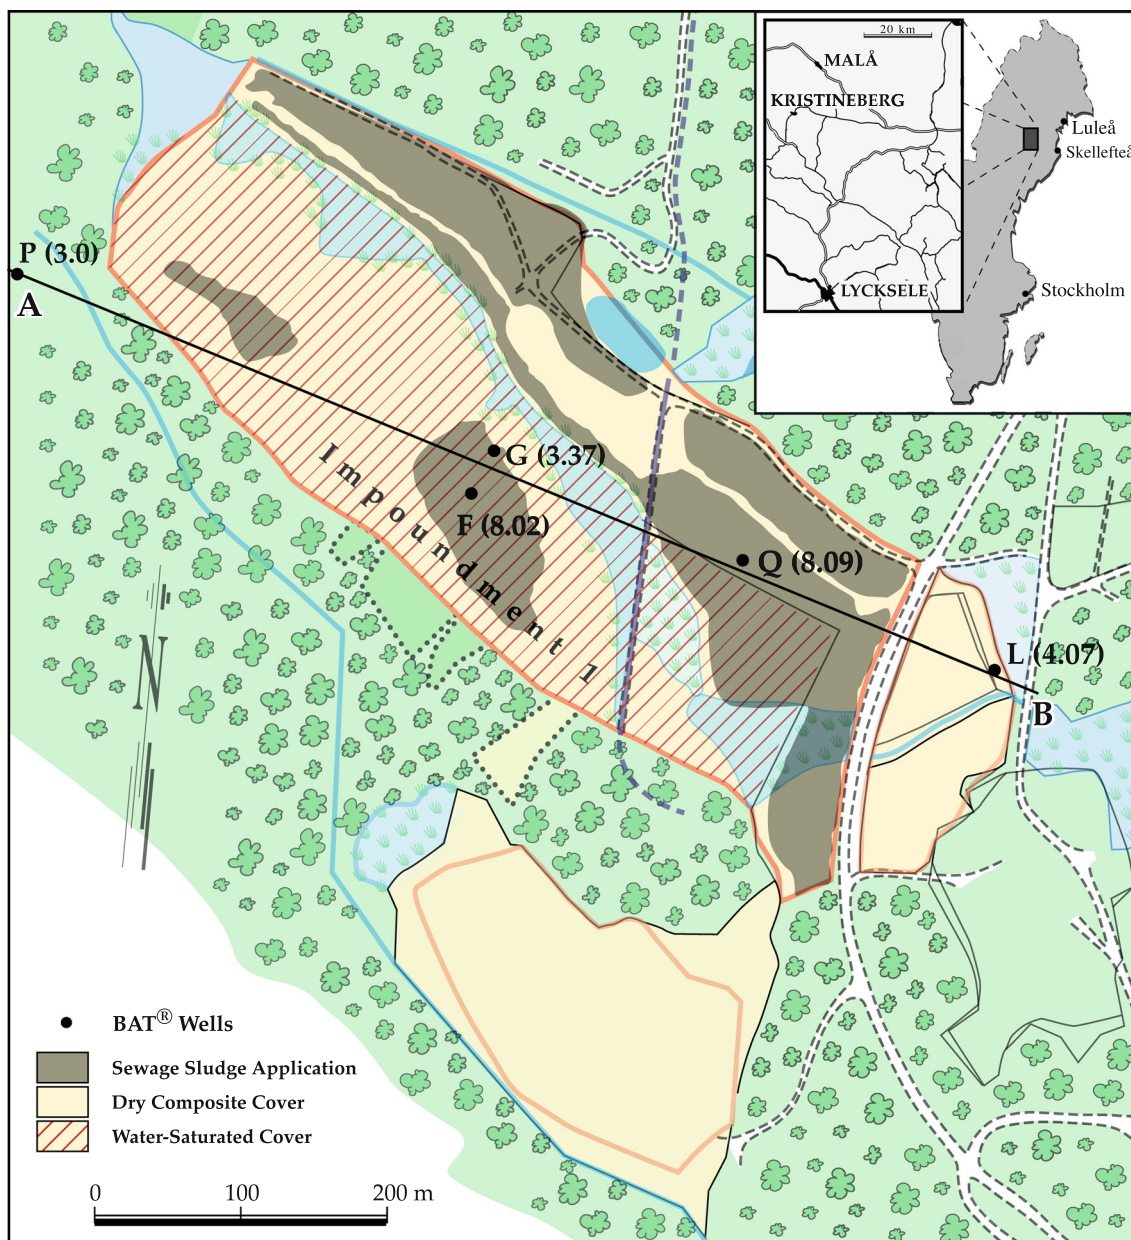 20 km
MALÅ
KRISTINEBERG
LYCKSELE
Luleå
Skellefteå
Stockholm
P (3.0)
A
G (3.37)
F (8.02)
Q (8.09)
L (4.07)
B
Impoundment 1
N
BAT® Wells
Sewage Sludge Application
Dry Composite Cover
Water-Saturated Cover
0 100 200 m